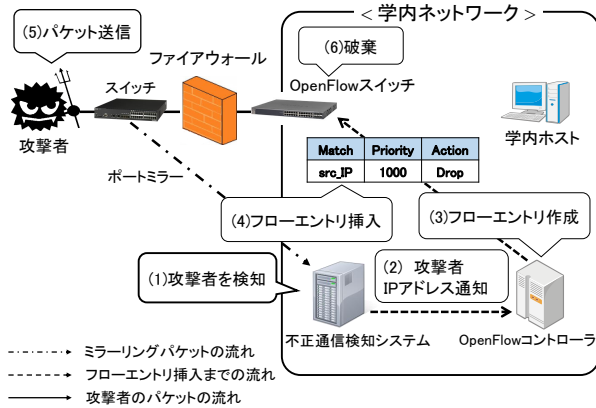 ＜学内ネットワーク＞
(5)パケット送信
ファイアウォール
(6)破棄
スイッチ
OpenFlowスイッチ
攻撃者
学内ホスト
Match Priority Action
src_IP 1000 Drop
ポートミラー
(4)フローエントリ挿入
(3)フローエントリ作成
(1)攻撃者を検知
(2) 攻撃者
IPアドレス通知
不正通信検知システム
OpenFlowコントローラ
ミラーリングパケットの流れ
フローエントリ挿入までの流れ
攻撃者のパケットの流れ